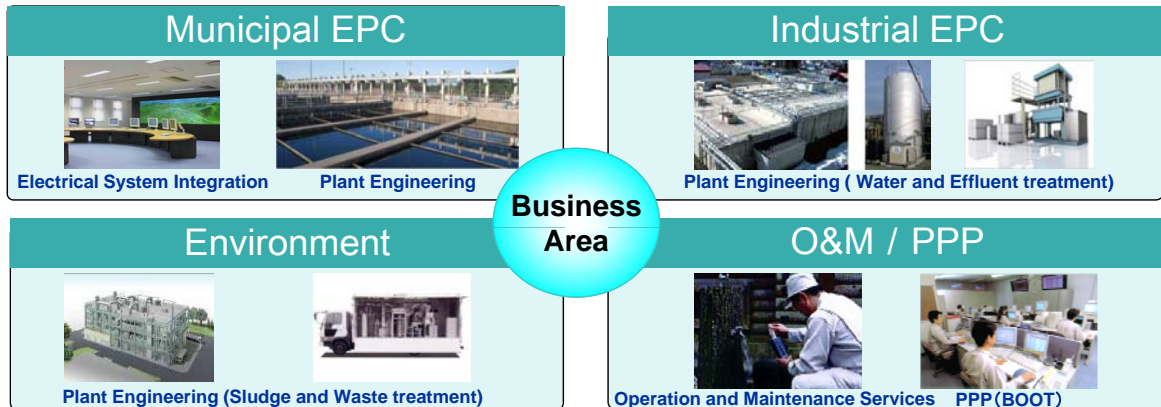 Municipal EPC
Electrical System Integration
Plant Engineering
Industrial EPC
Plant Engineering ( Water and Effluent treatment)
Business
Area
Environment
Plant Engineering (Sludge and Waste treatment)
O&M / PPP
Operation and Maintenance Services
PPP（BOOT）